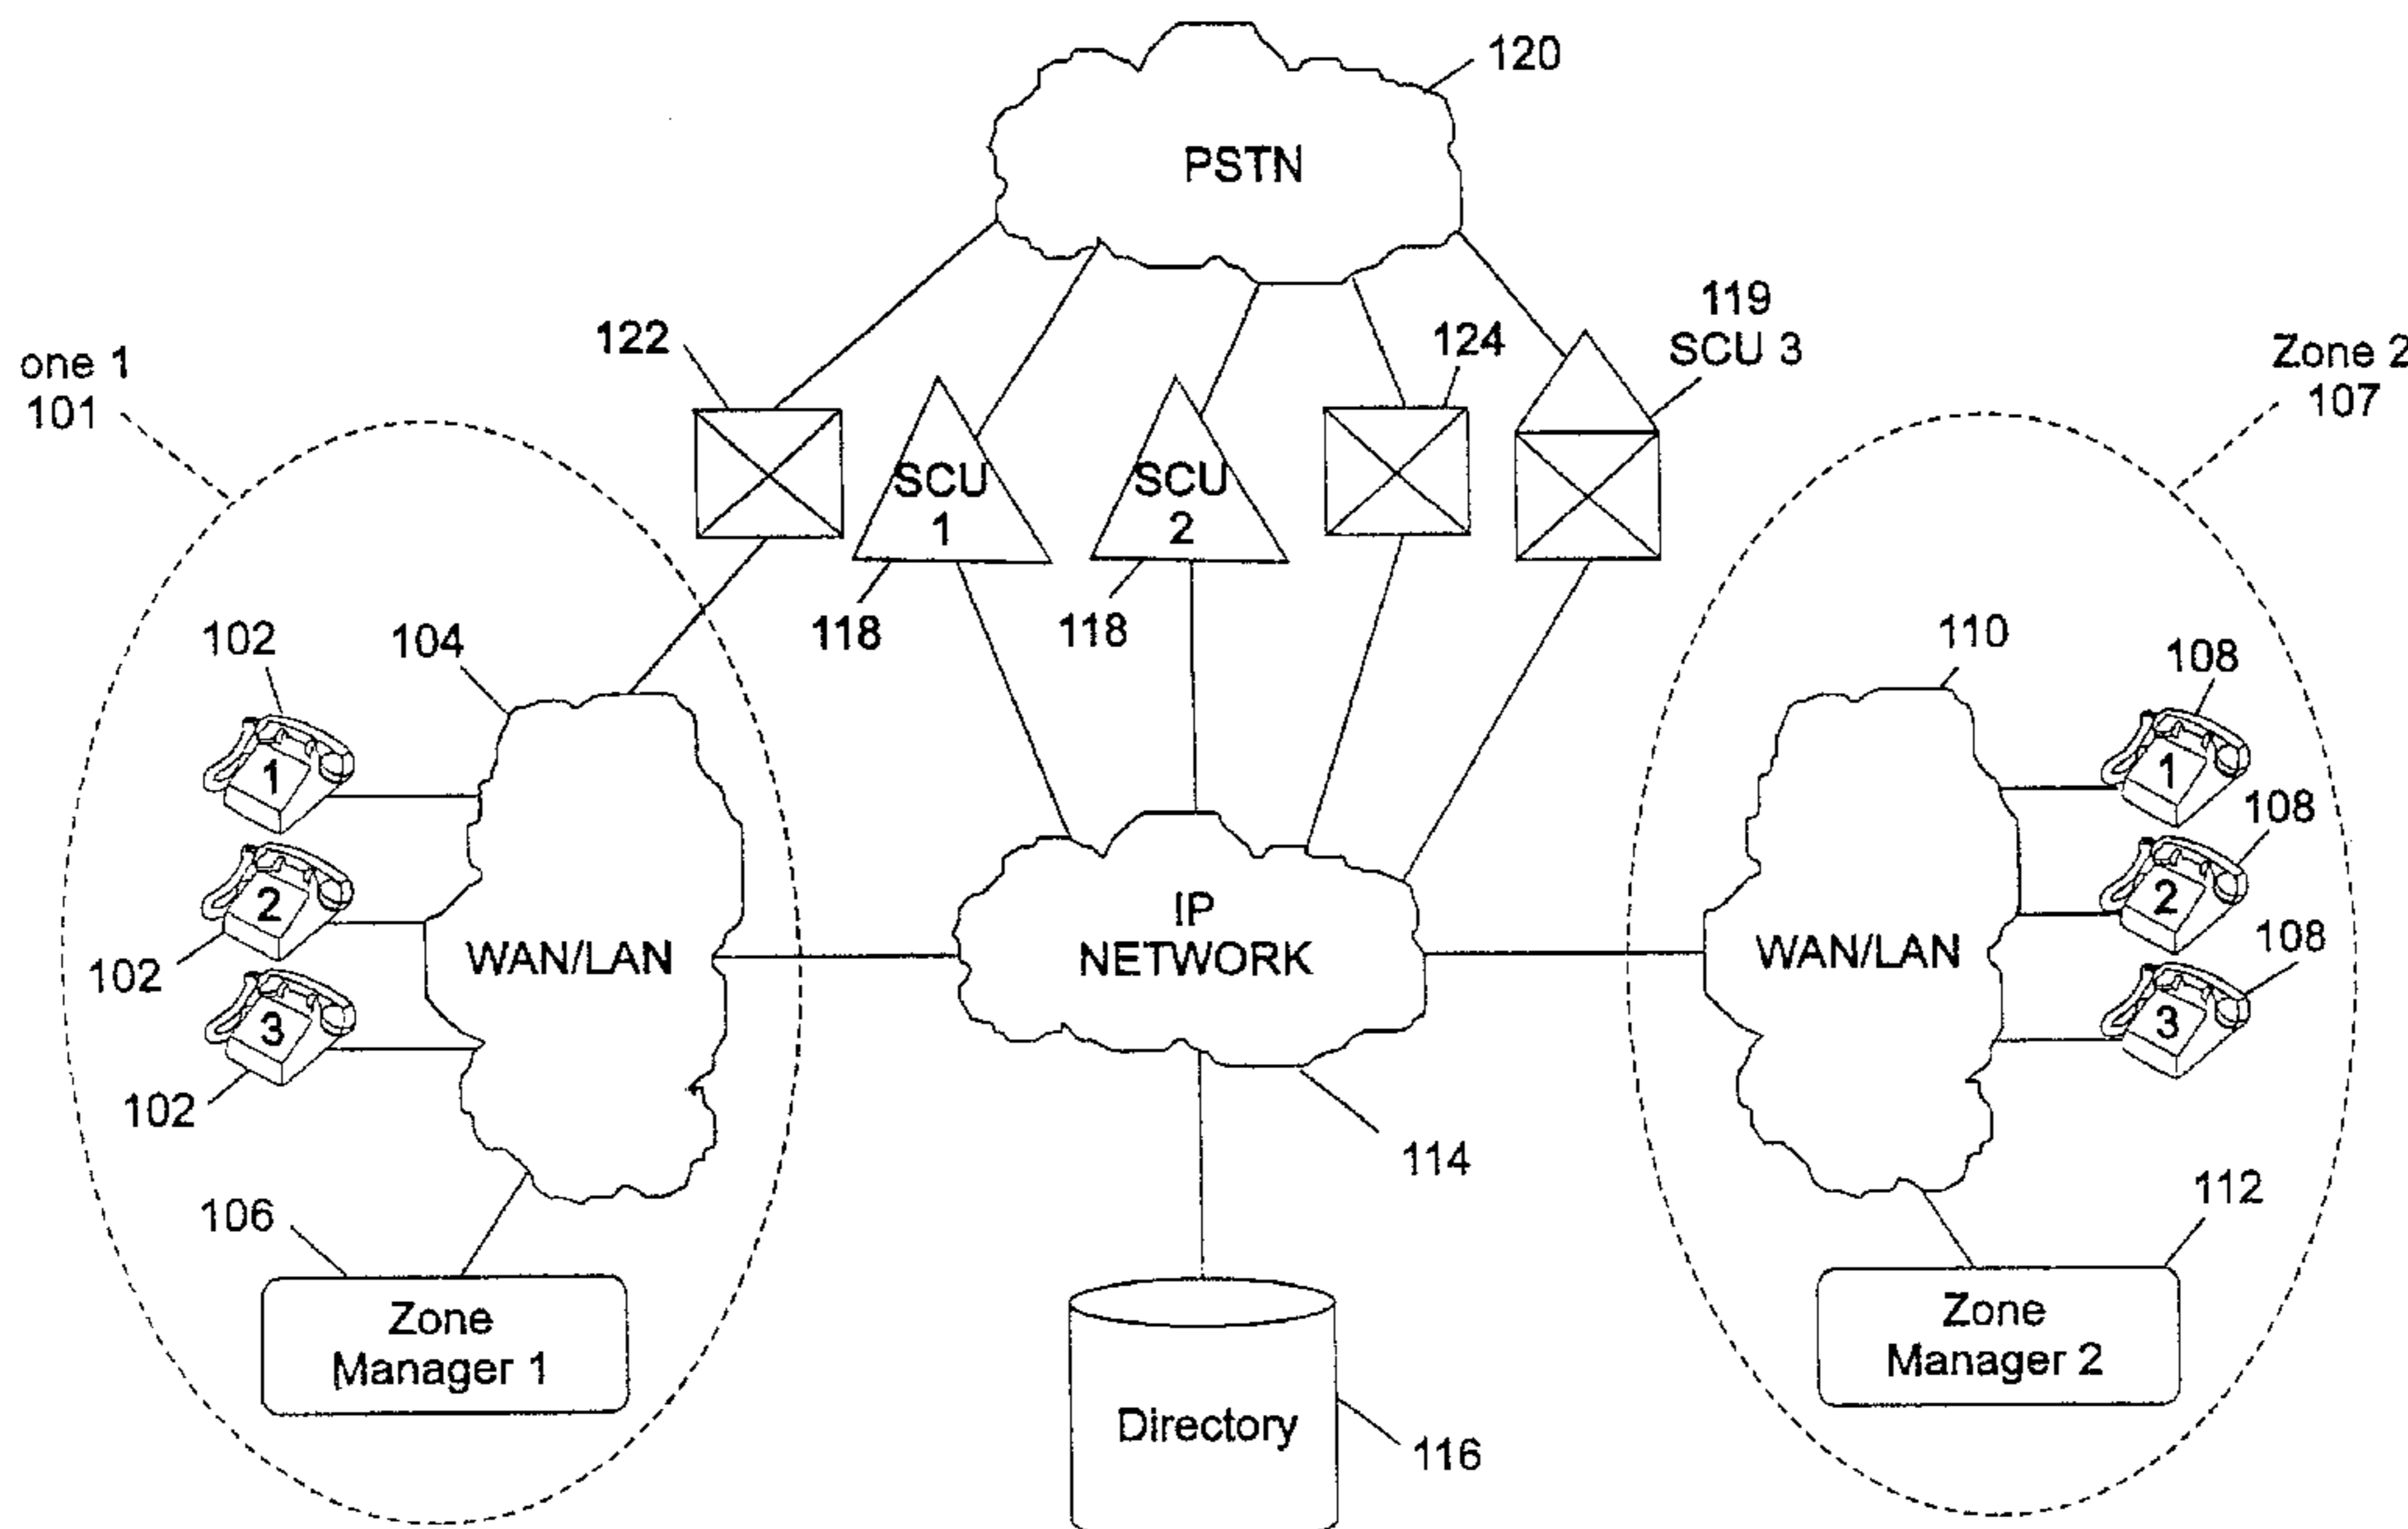 120
PSTN
119
SCU 3
122
124
one 1
101
Zone 2
107
SCU
1
SCU
2
118
118
102
104
110
108
1
1
108
2
2
IP
NETWORK
WAN/LAN
WAN/LAN
108
102
3
3
102
114
106
112
Zone
Manager 1
Zone
Manager 2
Directory
116